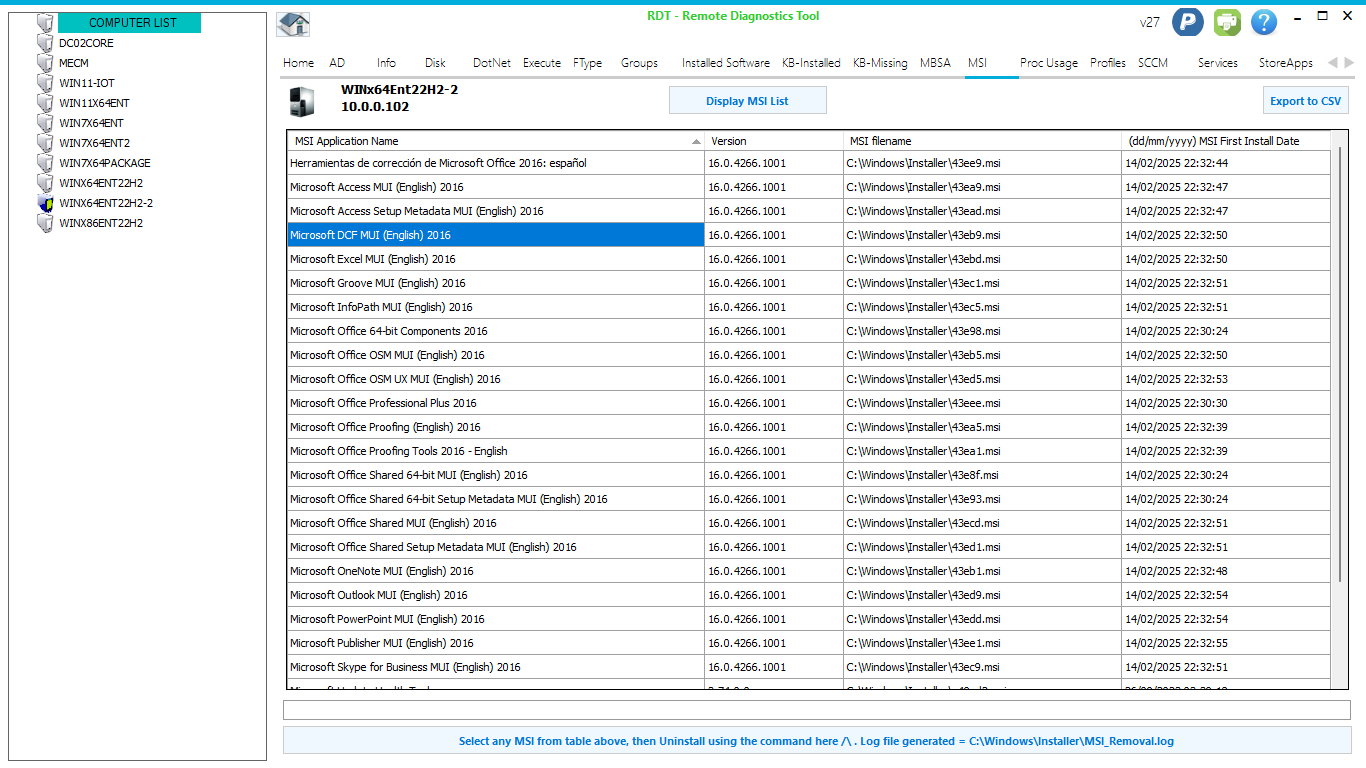 COMPUTER LIST
DC02CORE
MECM
WIN11-IOT
WIN11X64ENT
WIN7X64ENT
WIN7X64ENT2
WIN7X64PACKAGE
WINX64ENT22H2
WINX64ENT22H2-2
WINX86ENT22H2
RDT - Remote Diagnostics Tool
v27 P ?
Home AD Info Disk DotNet Execute FType Groups Installed Software KB-Installed KB-Missing MBSA MSI Proc Usage Profiles SCCM Services StoreApps
WINx64Ent22H2-2
10.0.0.102
Display MSI List
Export to CSV
MSI Application Name Version MSI filename (dd/mm/yyyy) MSI First Install Date
Herramientas de corrección de Microsoft Office 2016: español 16.0.4266.1001 C:\Windows\Installer\43ee9.msi 14/02/2025 22:32:44
Microsoft Access MUI (English) 2016 16.0.4266.1001 C:\Windows\Installer\43ea9.msi 14/02/2025 22:32:47
Microsoft Access Setup Metadata MUI (English) 2016 16.0.4266.1001 C:\Windows\Installer\43ead.msi 14/02/2025 22:32:47
Microsoft DCF MUI (English) 2016 16.0.4266.1001 C:\Windows\Installer\43eb9.msi 14/02/2025 22:32:50
Microsoft Excel MUI (English) 2016 16.0.4266.1001 C:\Windows\Installer\43ebd.msi 14/02/2025 22:32:50
Microsoft Groove MUI (English) 2016 16.0.4266.1001 C:\Windows\Installer\43ec1.msi 14/02/2025 22:32:51
Microsoft InfoPath MUI (English) 2016 16.0.4266.1001 C:\Windows\Installer\43ec5.msi 14/02/2025 22:32:51
Microsoft Office 64-bit Components 2016 16.0.4266.1001 C:\Windows\Installer\43e98.msi 14/02/2025 22:30:24
Microsoft Office OSM MUI (English) 2016 16.0.4266.1001 C:\Windows\Installer\43eb5.msi 14/02/2025 22:32:50
Microsoft Office OSM UX MUI (English) 2016 16.0.4266.1001 C:\Windows\Installer\43ed5.msi 14/02/2025 22:32:53
Microsoft Office Professional Plus 2016 16.0.4266.1001 C:\Windows\Installer\43eee.msi 14/02/2025 22:30:30
Microsoft Office Proofing (English) 2016 16.0.4266.1001 C:\Windows\Installer\43ea5.msi 14/02/2025 22:32:39
Microsoft Office Proofing Tools 2016 - English 16.0.4266.1001 C:\Windows\Installer\43ea1.msi 14/02/2025 22:32:39
Microsoft Office Shared 64-bit MUI (English) 2016 16.0.4266.1001 C:\Windows\Installer\43e8f.msi 14/02/2025 22:30:24
Microsoft Office Shared 64-bit Setup Metadata MUI (English) 2016 16.0.4266.1001 C:\Windows\Installer\43e93.msi 14/02/2025 22:30:24
Microsoft Office Shared MUI (English) 2016 16.0.4266.1001 C:\Windows\Installer\43ecd.msi 14/02/2025 22:32:51
Microsoft Office Shared Setup Metadata MUI (English) 2016 16.0.4266.1001 C:\Windows\Installer\43ed1.msi 14/02/2025 22:32:51
Microsoft OneNote MUI (English) 2016 16.0.4266.1001 C:\Windows\Installer\43eb1.msi 14/02/2025 22:32:48
Microsoft Outlook MUI (English) 2016 16.0.4266.1001 C:\Windows\Installer\43ed9.msi 14/02/2025 22:32:54
Microsoft PowerPoint MUI (English) 2016 16.0.4266.1001 C:\Windows\Installer\43edd.msi 14/02/2025 22:32:54
Microsoft Publisher MUI (English) 2016 16.0.4266.1001 C:\Windows\Installer\43ee1.msi 14/02/2025 22:32:55
Microsoft Skype for Business MUI (English) 2016 16.0.4266.1001 C:\Windows\Installer\43ec9.msi 14/02/2025 22:32:51
Select any MSI from table above, then Uninstall using the command here /\ . Log file generated = C:\Windows\Installer\MSI_Removal.log